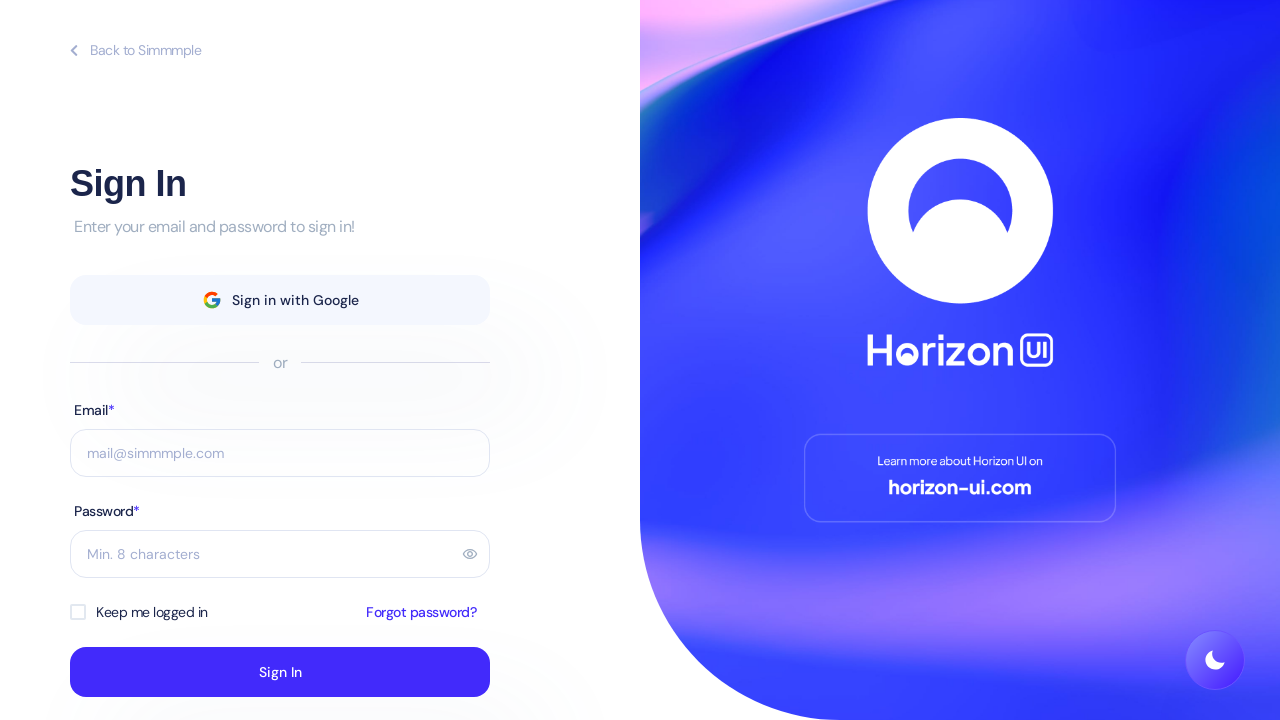 Back to Simmmple
Sign In
Enter your email and password to sign in!
Sign in with Google
or
Email*
mail@simmmple.com
Password*
Min. 8 characters
Keep me logged in
Forgot password?
Sign In
Horizon UI
Learn more about Horizon UI on
horizon-ui.com